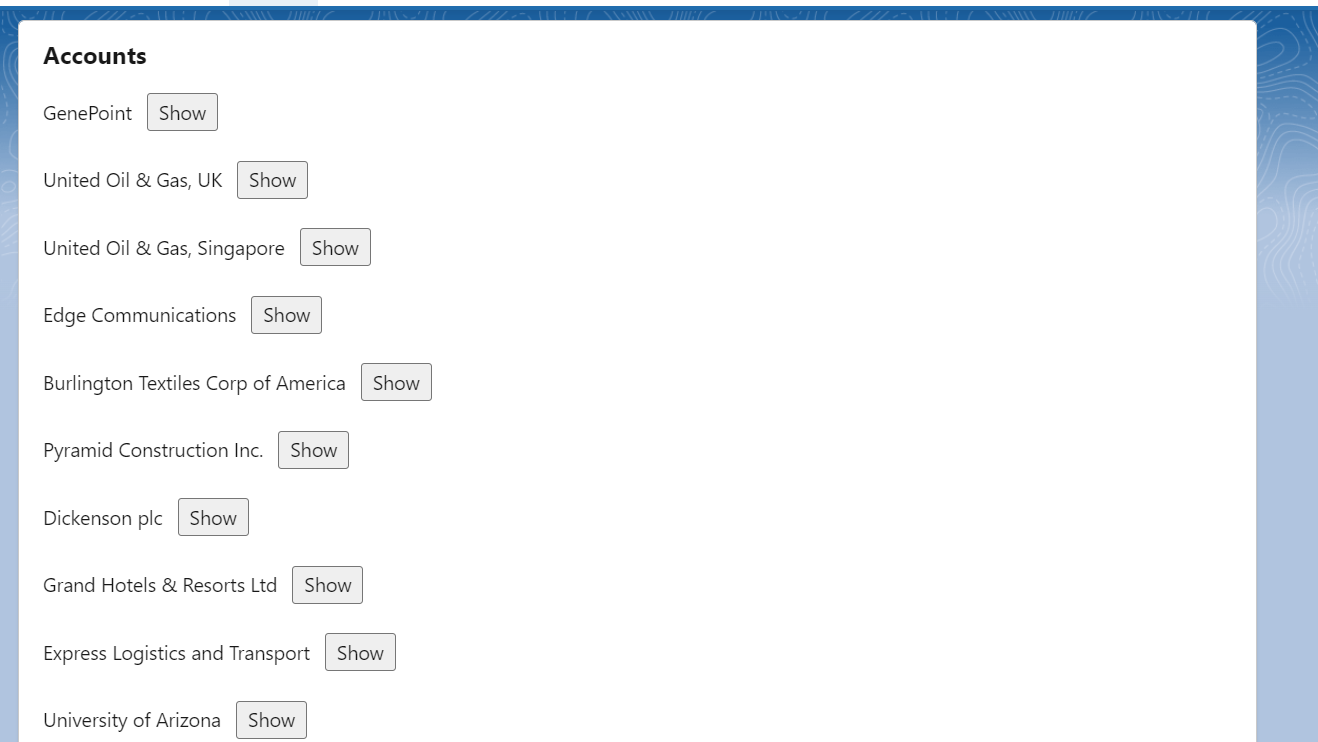 Accounts
GenePoint Show
United Oil & Gas, UK Show
United Oil & Gas, Singapore Show
Edge Communications Show
Burlington Textiles Corp of America Show
Pyramid Construction Inc. Show
Dickenson plc Show
Grand Hotels & Resorts Ltd Show
Express Logistics and Transport Show
University of Arizona Show